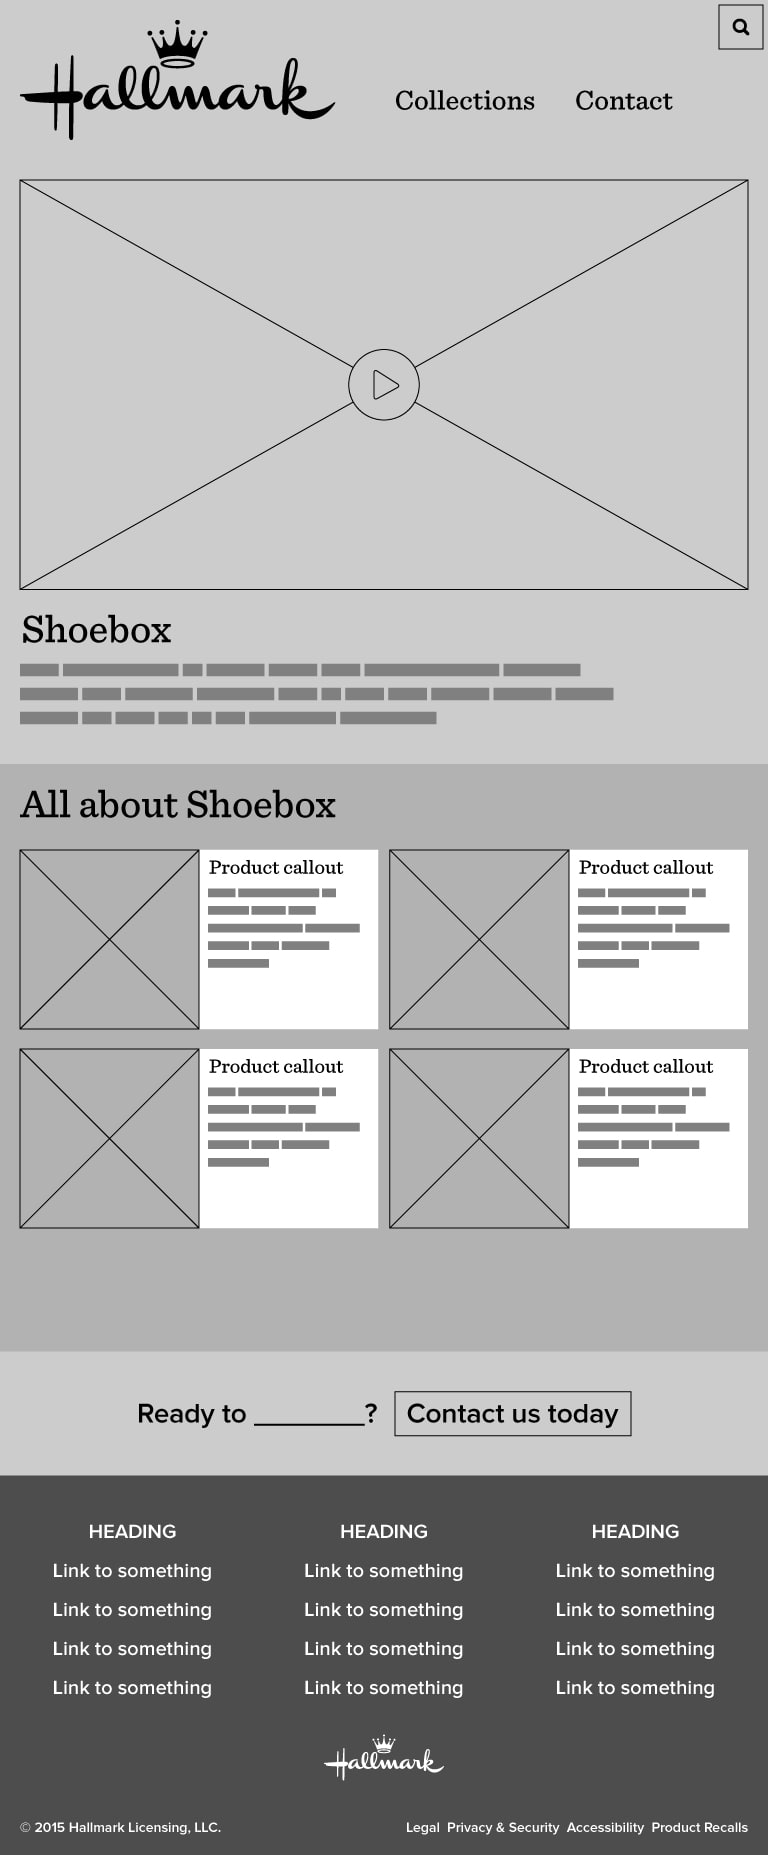 Hallmark
Collections Contact
Shoebox
All about Shoebox
Product callout
Product callout
Product callout
Product callout
Ready to ________? Contact us today
HEADING
Link to something
Link to something
Link to something
Link to something
HEADING
Link to something
Link to something
Link to something
Link to something
HEADING
Link to something
Link to something
Link to something
Link to something
Hallmark
© 2015 Hallmark Licensing, LLC.
Legal Privacy & Security Accessibility Product Recalls